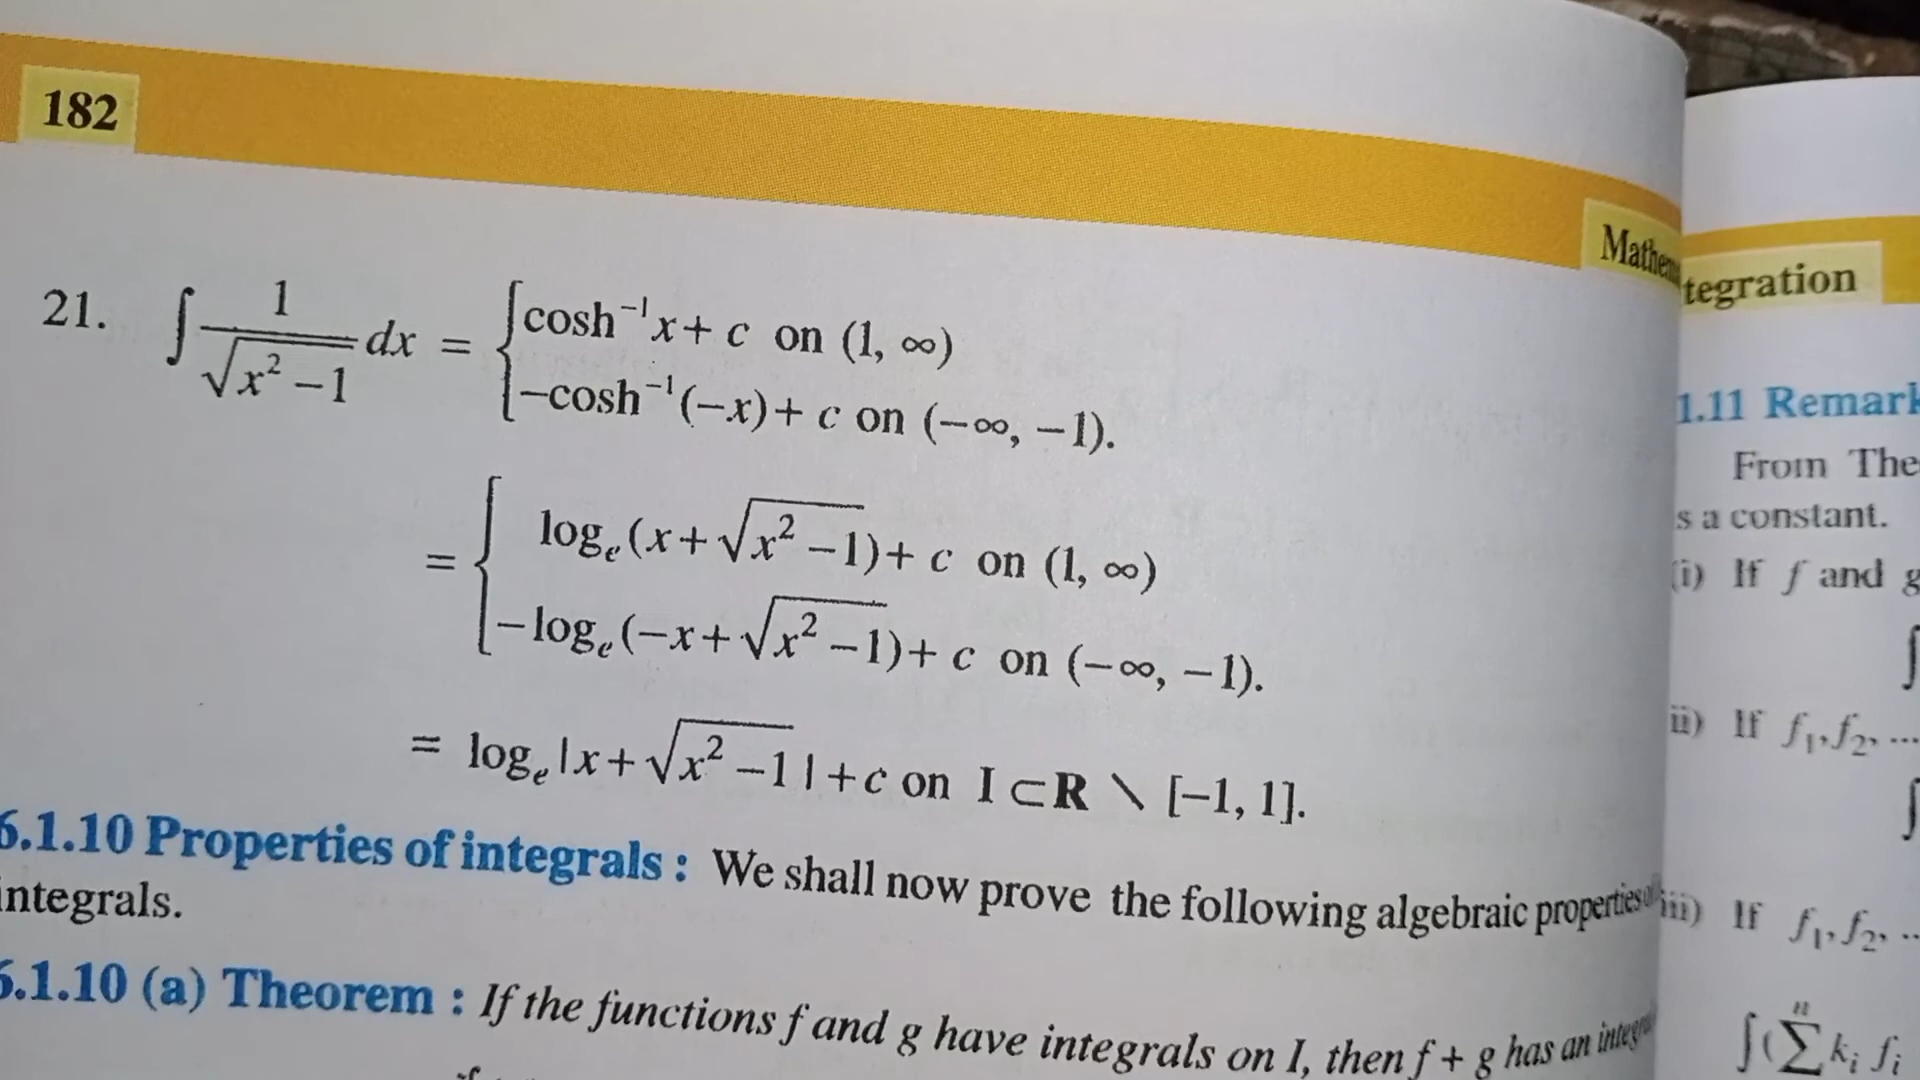 182
Mathem
21. ∫ 1/√(x² −1) dx = { cosh⁻¹x + c on (1, ∞)
−cosh⁻¹(−x) + c on (−∞, −1).
= { logₑ(x + √(x² −1)) + c on (1, ∞)
−logₑ(−x + √(x² −1)) + c on (−∞, −1).
= logₑ |x + √(x² −1)| + c on I ⊂ R \ [−1, 1].
6.1.10 Properties of integrals : We shall now prove the following algebraic properties
integrals.
6.1.10 (a) Theorem : If the functions f and g have integrals on I, then f + g has an
tegration
1.11 Remark
From The
s a constant.
(i) If f and g
∫
ii) If f₁, f₂, ...
∫
iii) If f₁, f₂, ..
∫(∑ⁿ kᵢ fᵢ